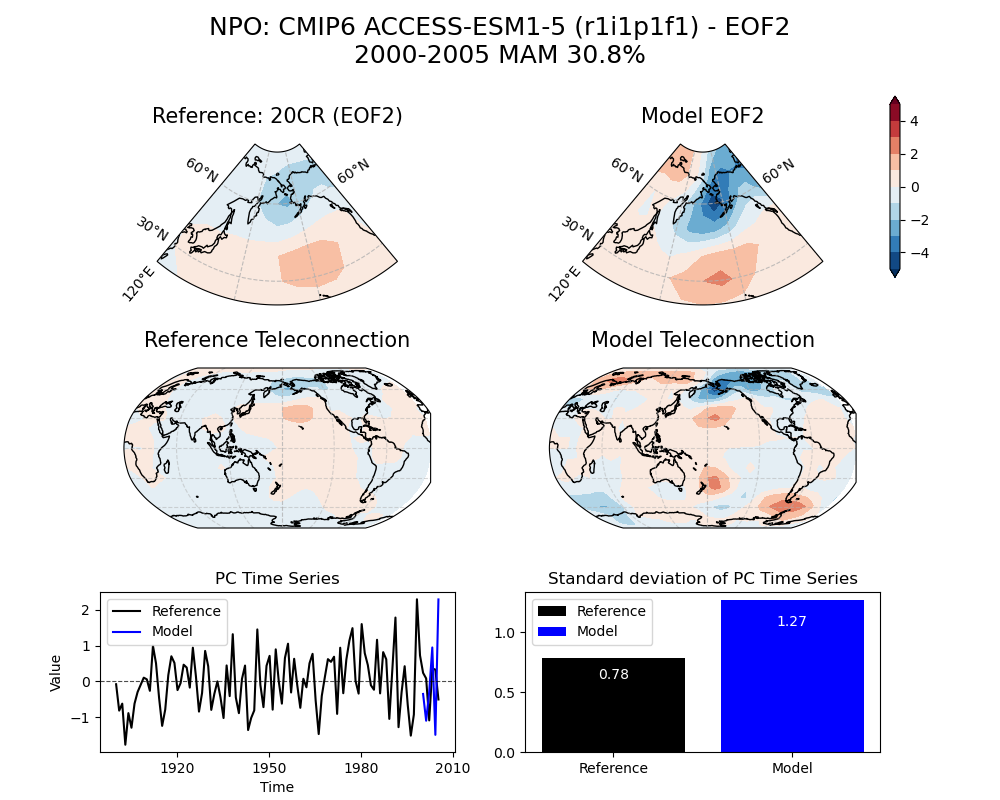 NPO: CMIP6 ACCESS-ESM1-5 (r1i1p1f1) - EOF2
2000-2005 MAM 30.8%
Reference: 20CR (EOF2)
Model EOF2
60°N
60°N
30°N
120°E
60°N
60°N
30°N
120°E
4
2
0
−2
−4
Reference Teleconnection
Model Teleconnection
PC Time Series
Reference
Model
Value
2
1
0
−1
1920
1950
1980
2010
Time
Standard deviation of PC Time Series
Reference
Model
1.0
0.5
0.0
0.78
1.27
Reference
Model